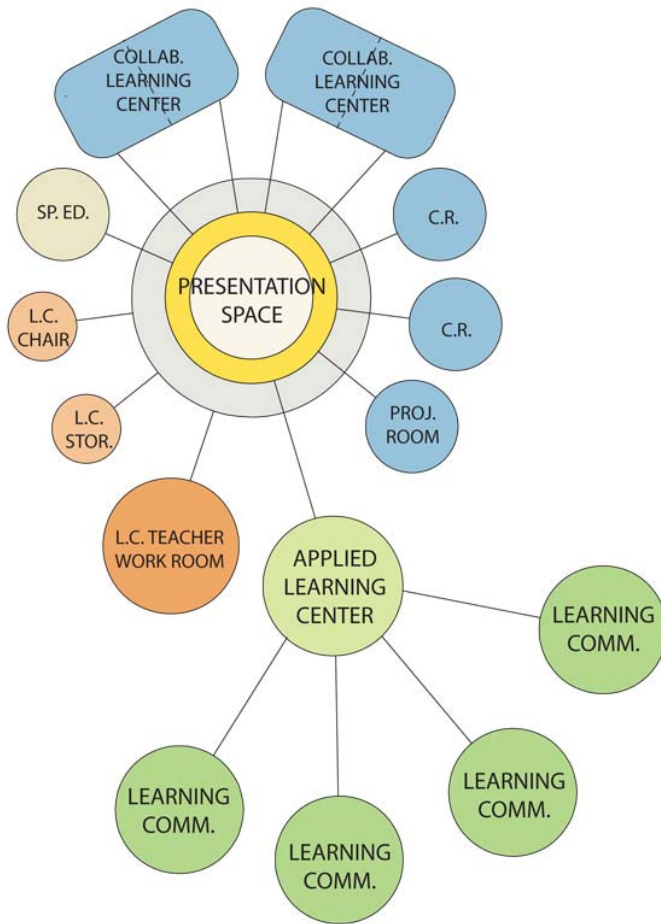 COLLAB.
LEARNING
CENTER
COLLAB.
LEARNING
CENTER
SP. ED.
C.R.
PRESENTATION
SPACE
L.C.
CHAIR
C.R.
L.C.
STOR.
PROJ.
ROOM
L.C. TEACHER
WORK ROOM
APPLIED
LEARNING
CENTER
LEARNING
COMM.
LEARNING
COMM.
LEARNING
COMM.
LEARNING
COMM.